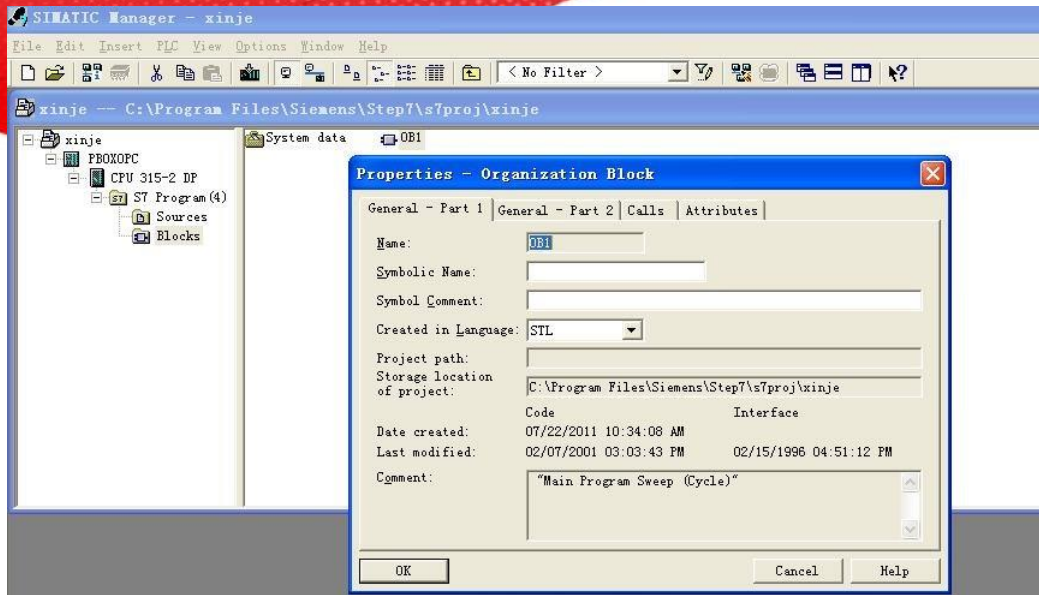 SIMATIC Manager - xinje
File Edit Insert PLC View Options Window Help
< No Filter >
xinje -- C:\Program Files\Siemens\Step7\s7proj\xinje
xinje
PBOXOPC
CPU 315-2 DP
S7 Program(4)
Sources
Blocks
System data OB1
Properties - Organization Block
General - Part 1 General - Part 2 Calls Attributes
Name: OB1
Symbolic Name:
Symbol Comment:
Created in Language: STL
Project path:
Storage location
of project: C:\Program Files\Siemens\Step7\s7proj\xinje
Code Interface
Date created: 07/22/2011 10:34:08 AM
Last modified: 02/07/2001 03:03:43 PM 02/15/1996 04:51:12 PM
Comment: "Main Program Sweep (Cycle)"
OK Cancel Help